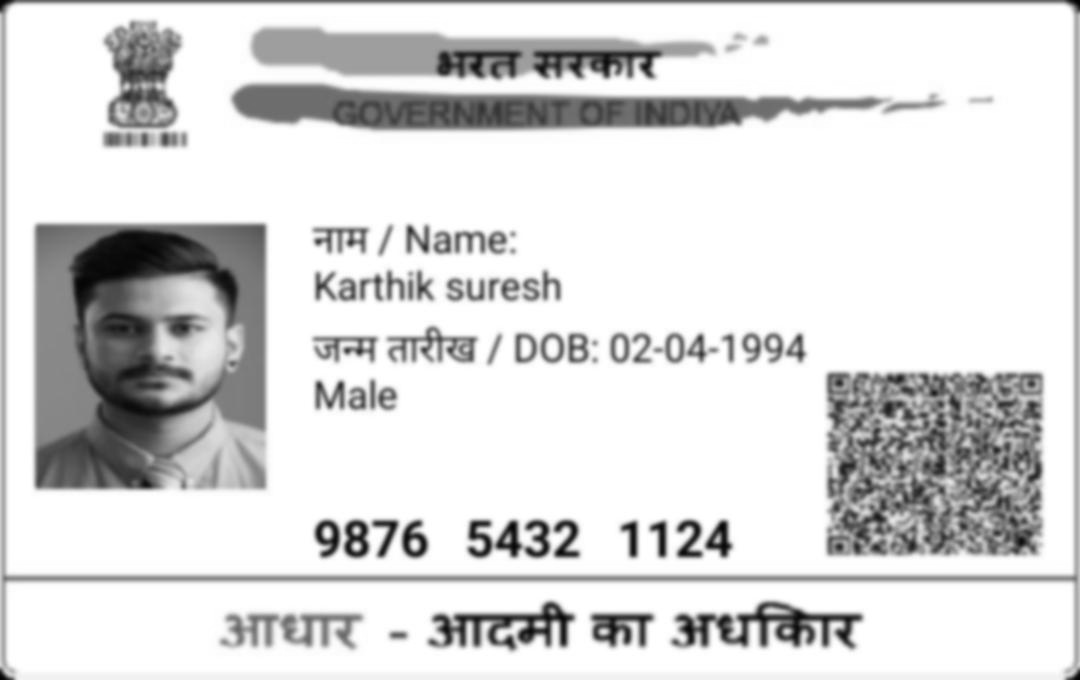 भरत सरकार
GOVERNMENT OF INDIYA
नाम / Name:
Karthik suresh
जन्म तारीख / DOB: 02-04-1994
Male
9876 5432 1124
आधार - आदमी का अधकिार